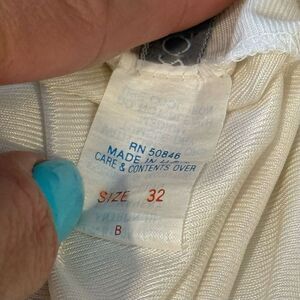 RN 50846
MADE IN U.S.A.
CARE & CONTENTS OVER
SIZE 32
B